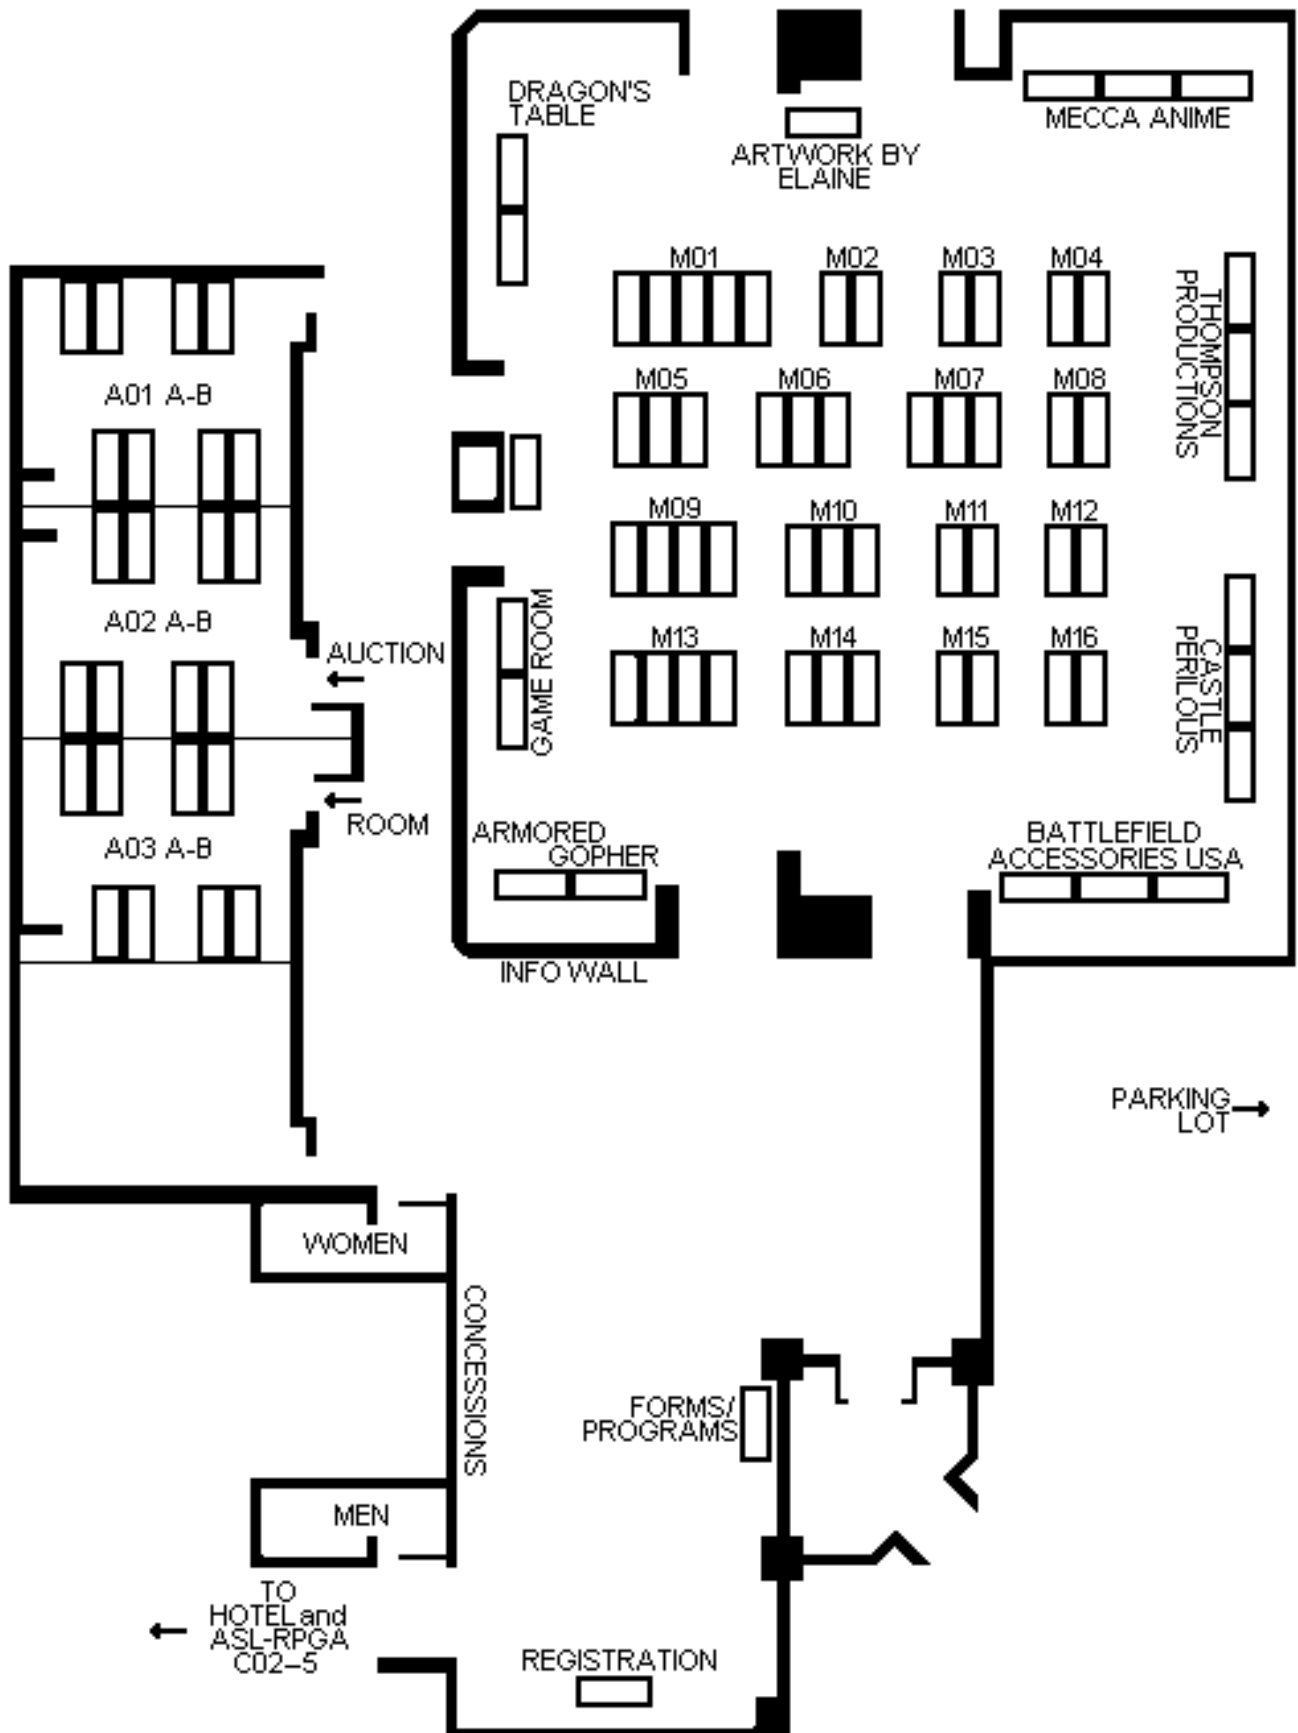 DRAGON'S
TABLE
MECCA ANIME
ARTWORK BY
ELAINE
M01
M02
M03
M04
THOMPSON
PRODUCTIONS
A01 A-B
M05
M06
M07
M08
M09
M10
M11
M12
A02 A-B
AUCTION
GAME ROOM
M13
M14
M15
M16
CASTLE
PERILOUS
ROOM
A03 A-B
ARMORED
GOPHER
BATTLEFIELD
ACCESSORIES USA
INFO WALL
PARKING
LOT
WOMEN
CONCESSIONS
FORMS/
PROGRAMS
MEN
TO
HOTEL and
ASL-RPGA
C02–5
REGISTRATION